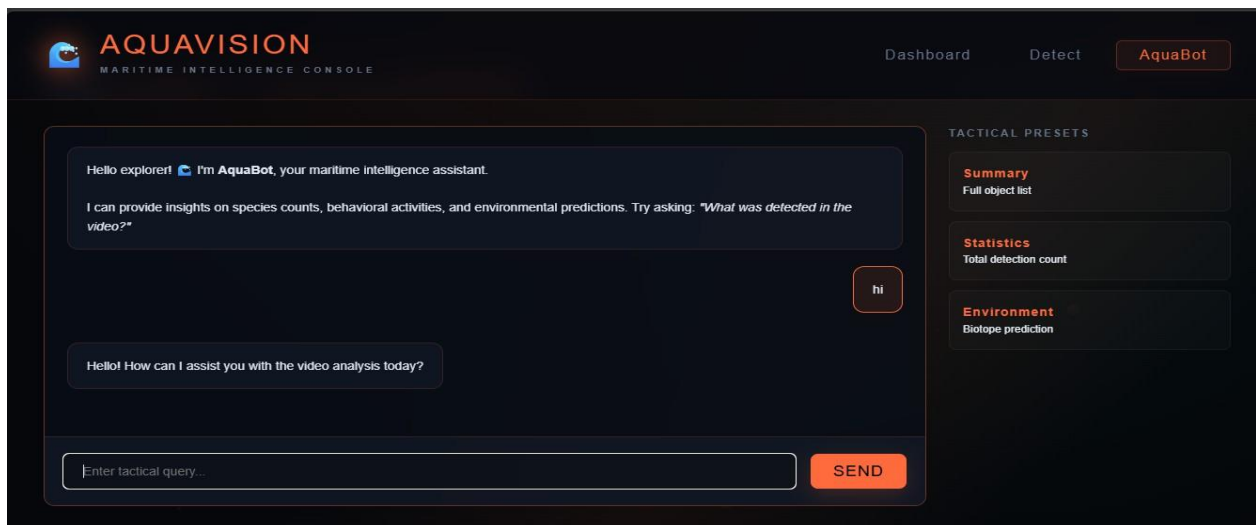 AQUAVISION
MARITIME INTELLIGENCE CONSOLE
Dashboard
Detect
AquaBot
Hello explorer! 🌊 I'm AquaBot, your maritime intelligence assistant.
I can provide insights on species counts, behavioral activities, and environmental predictions. Try asking: "What was detected in the
video?"
hi
Hello! How can I assist you with the video analysis today?
Enter tactical query...
SEND
TACTICAL PRESETS
Summary
Full object list
Statistics
Total detection count
Environment
Biotope prediction